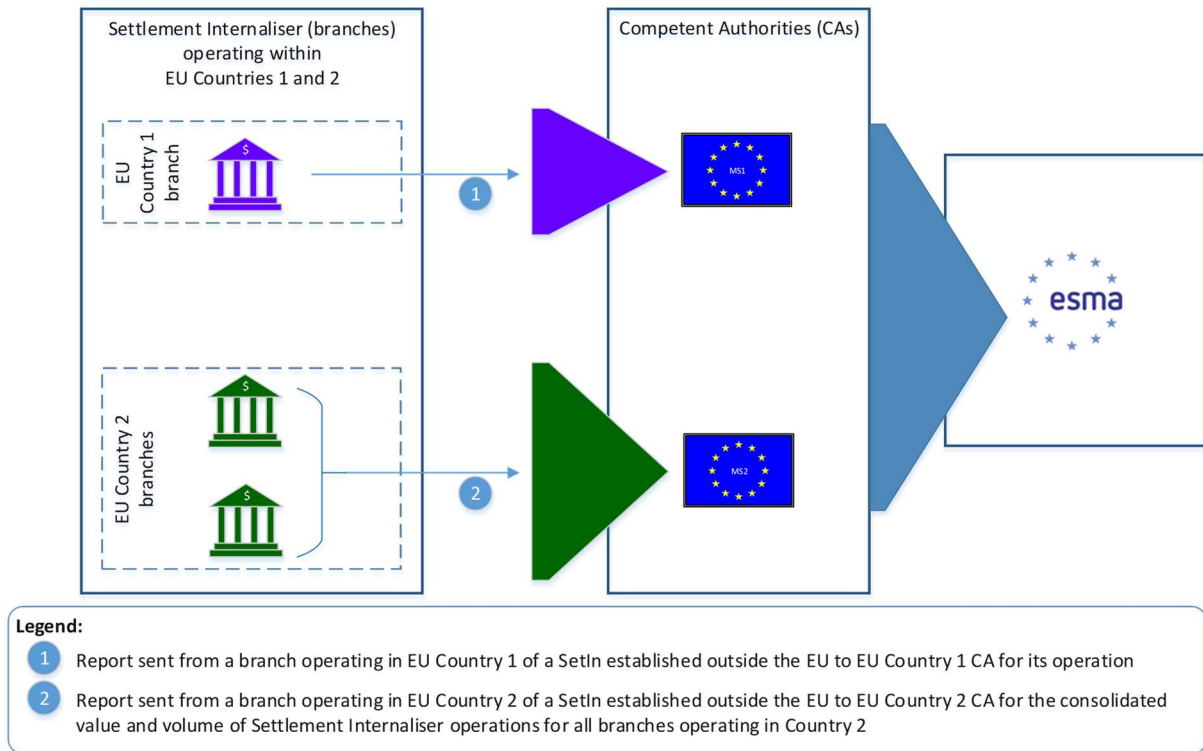 Settlement Internaliser (branches)
operating within
EU Countries 1 and 2
Competent Authorities (CAs)
EU
Country 1
branch
$
1
MS1
esma
EU Country 2
branches
$
$
2
MS2
Legend:
1 Report sent from a branch operating in EU Country 1 of a SetIn established outside the EU to EU Country 1 CA for its operation
2 Report sent from a branch operating in EU Country 2 of a SetIn established outside the EU to EU Country 2 CA for the consolidated
value and volume of Settlement Internaliser operations for all branches operating in Country 2